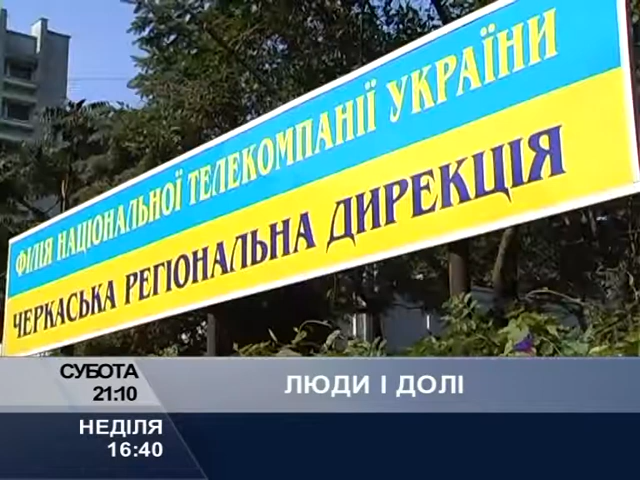 ФІЛІЯ НАЦІОНАЛЬНОЇ ТЕЛЕКОМПАНІЇ УКРАЇНИ
ЧЕРКАСЬКА РЕГІОНАЛЬНА ДИРЕКЦІЯ
СУБОТА
21:10
ЛЮДИ І ДОЛІ
НЕДІЛЯ
16:40